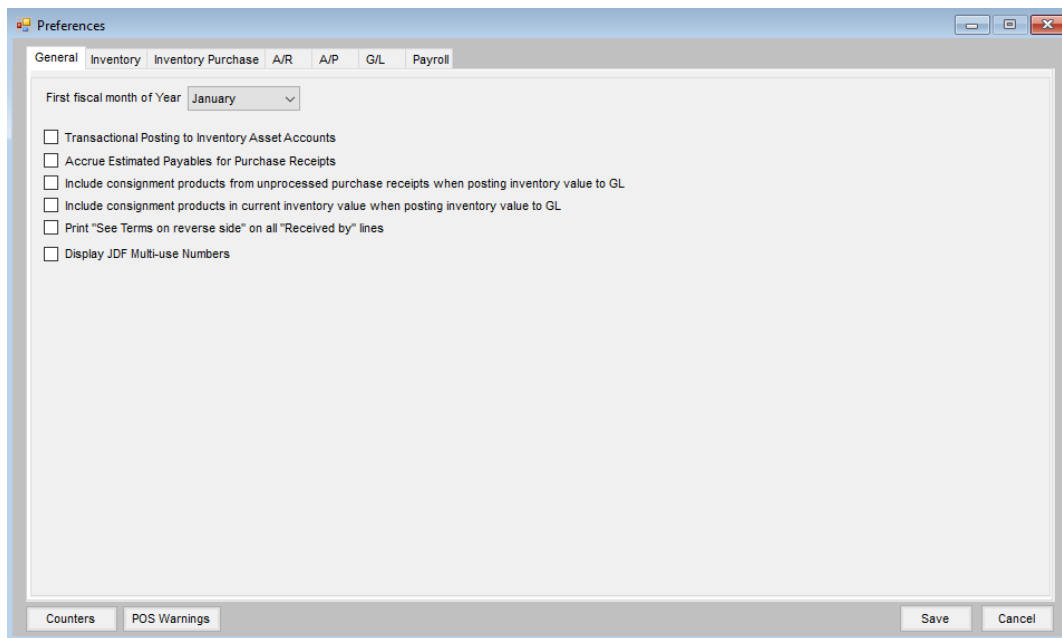 Preferences
General Inventory Inventory Purchase A/R A/P G/L Payroll
First fiscal month of Year January
Transactional Posting to Inventory Asset Accounts
Accrue Estimated Payables for Purchase Receipts
Include consignment products from unprocessed purchase receipts when posting inventory value to GL
Include consignment products in current inventory value when posting inventory value to GL
Print "See Terms on reverse side" on all "Received by" lines
Display JDF Multi-use Numbers
Counters POS Warnings Save Cancel